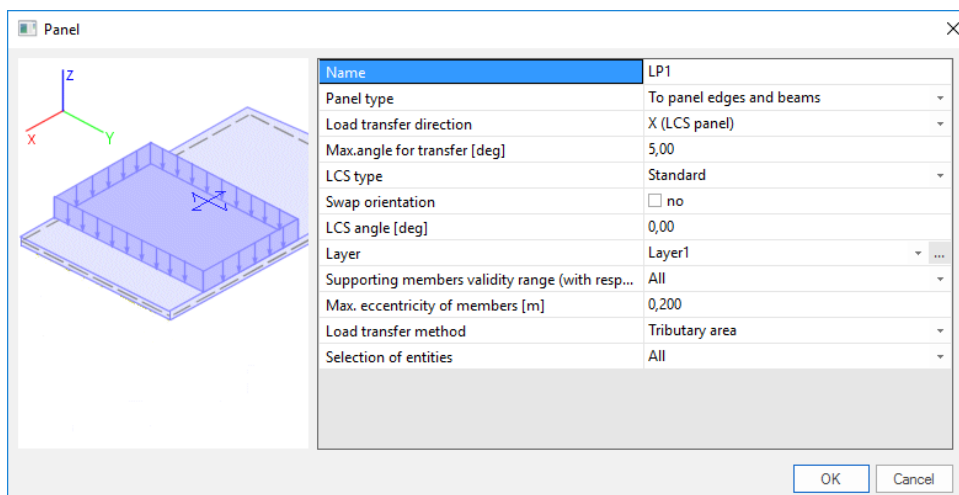 Panel
Z
X
Y
Name LP1
Panel type To panel edges and beams
Load transfer direction X (LCS panel)
Max.angle for transfer [deg] 5,00
LCS type Standard
Swap orientation no
LCS angle [deg] 0,00
Layer Layer1 ...
Supporting members validity range (with resp... All
Max. eccentricity of members [m] 0,200
Load transfer method Tributary area
Selection of entities All
OK Cancel